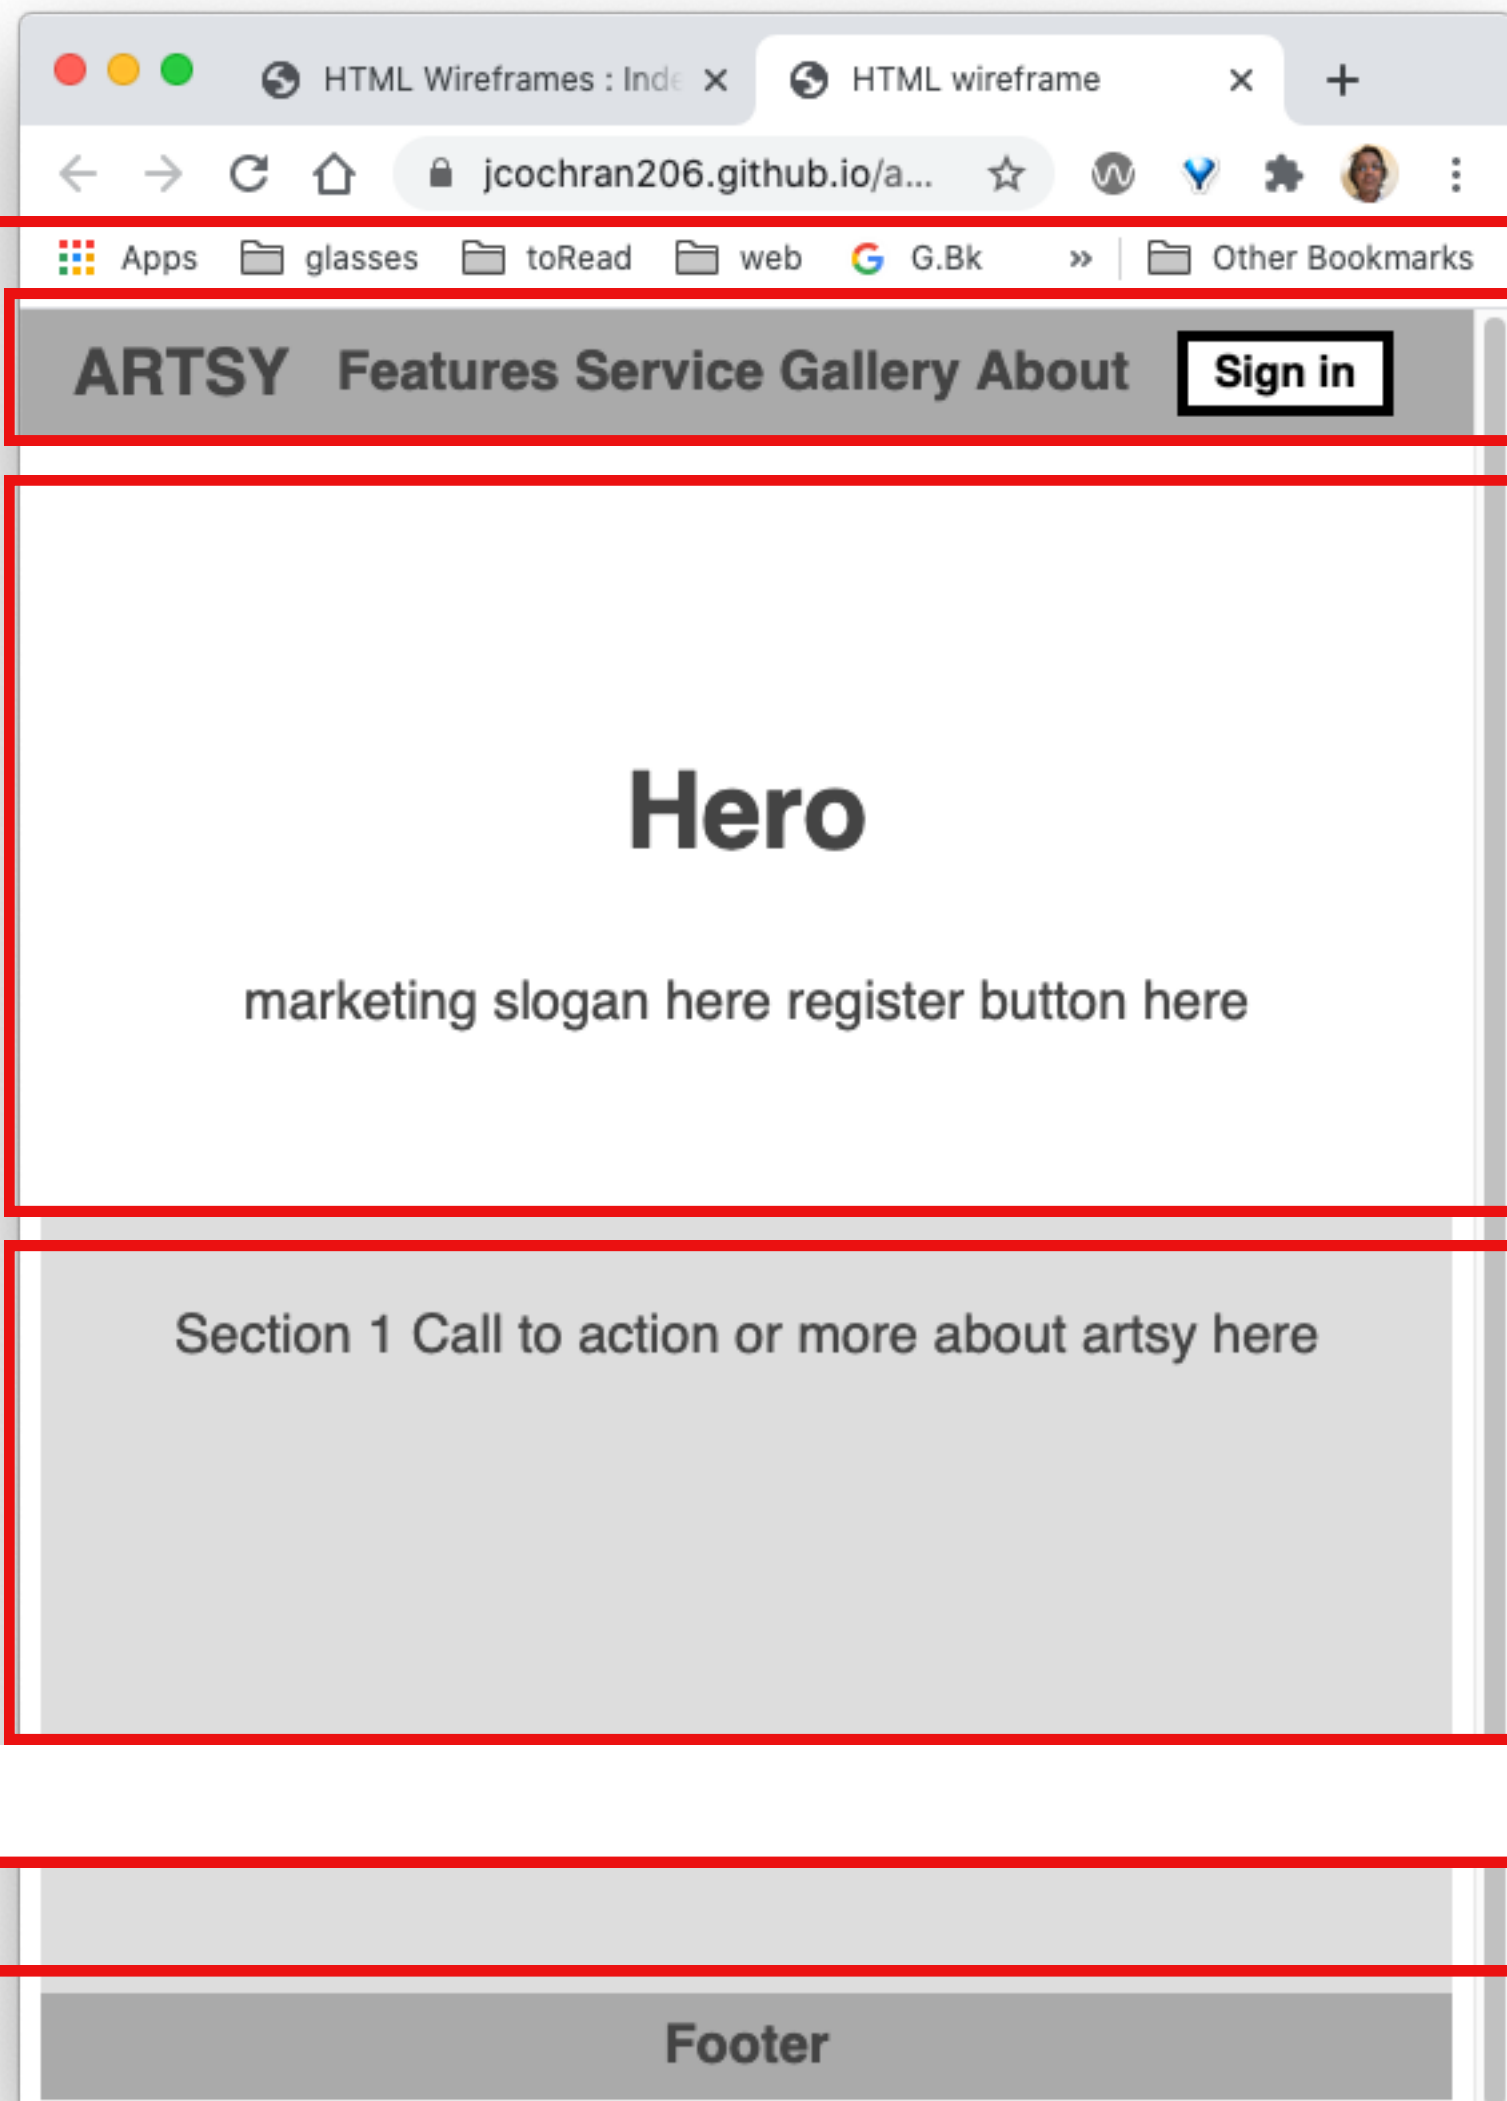 HTML Wireframes : Inde
HTML wireframe
jcochran206.github.io/a...
Apps glasses toRead web G.Bk » Other Bookmarks
ARTSY Features Service Gallery About Sign in
Hero
marketing slogan here register button here
Section 1 Call to action or more about artsy here
Footer